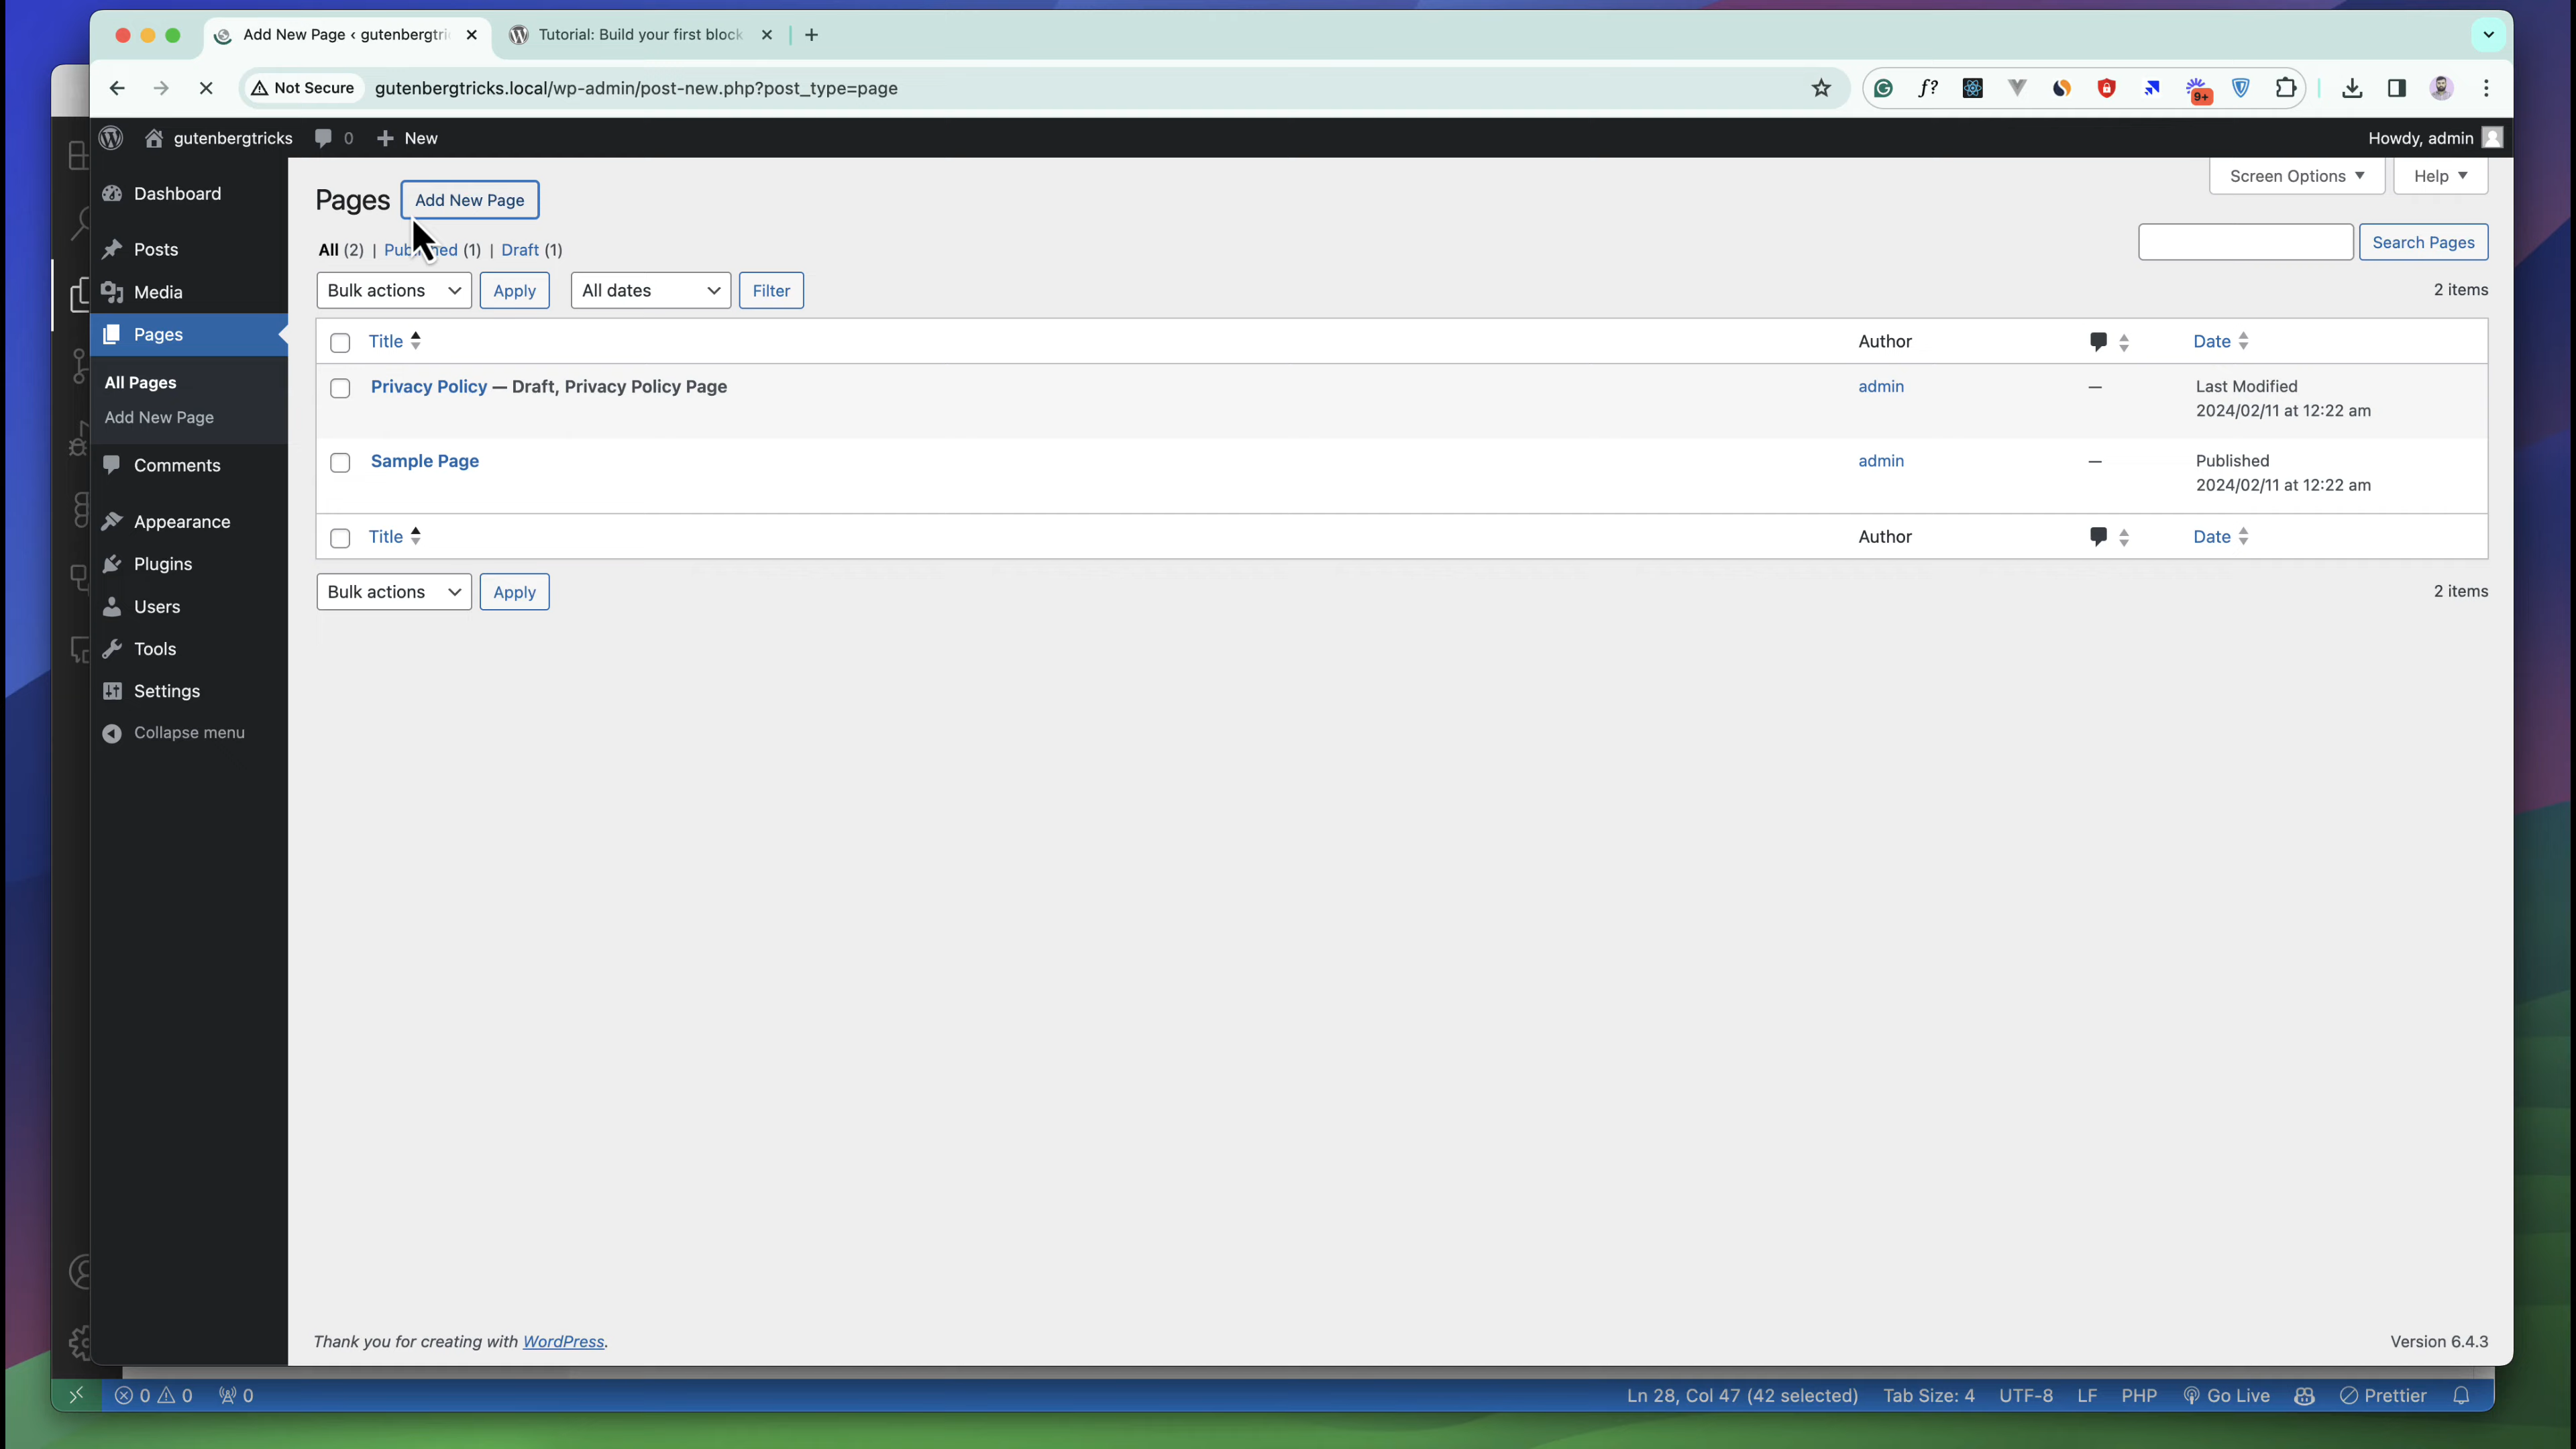 Add New Page ‹ gutenbergtri
Tutorial: Build your first block
Not Secure
gutenbergtricks.local/wp-admin/post-new.php?post_type=page
f?
9+
gutenbergtricks
0
New
Howdy, admin
Dashboard
Posts
Media
Pages
All Pages
Add New Page
Comments
Appearance
Plugins
Users
Tools
Settings
Collapse menu
Pages
Add New Page
Screen Options
Help
All (2) | Published (1) | Draft (1)
Search Pages
Bulk actions
Apply
All dates
Filter
2 items
Title
Author
Date
Privacy Policy — Draft, Privacy Policy Page
admin
—
Last Modified
2024/02/11 at 12:22 am
Sample Page
admin
—
Published
2024/02/11 at 12:22 am
Title
Author
Date
Bulk actions
Apply
2 items
Thank you for creating with WordPress.
Version 6.4.3
0
0
0
Ln 28, Col 47 (42 selected)
Tab Size: 4
UTF-8
LF
PHP
Go Live
Prettier